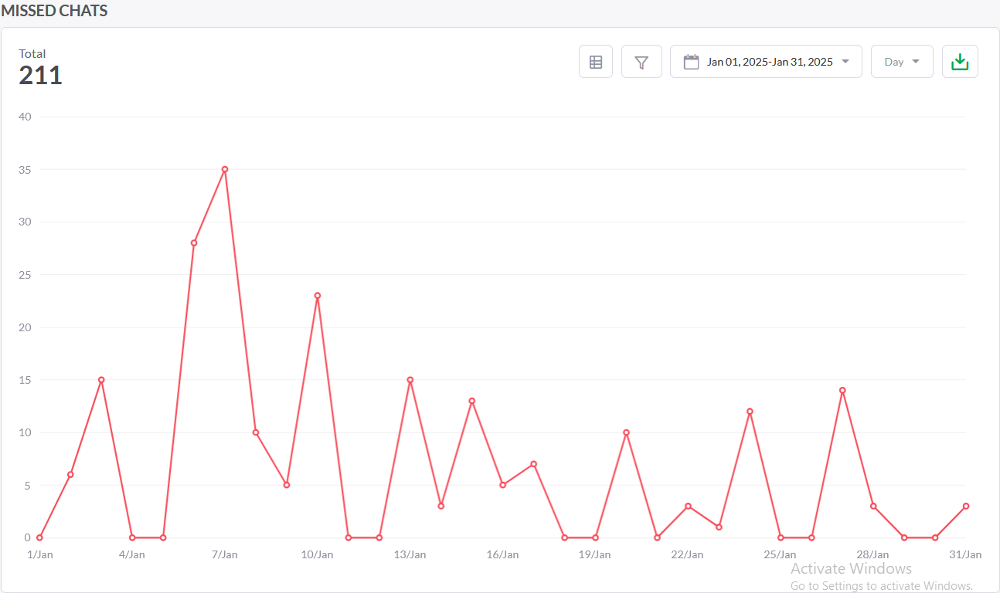 MISSED CHATS
Total
211
Jan 01, 2025-Jan 31, 2025
Day
40
35
30
25
20
15
10
5
0
1/Jan 4/Jan 7/Jan 10/Jan 13/Jan 16/Jan 19/Jan 22/Jan 25/Jan 28/Jan 31/Jan
Activate Windows
Go to Settings to activate Windows.